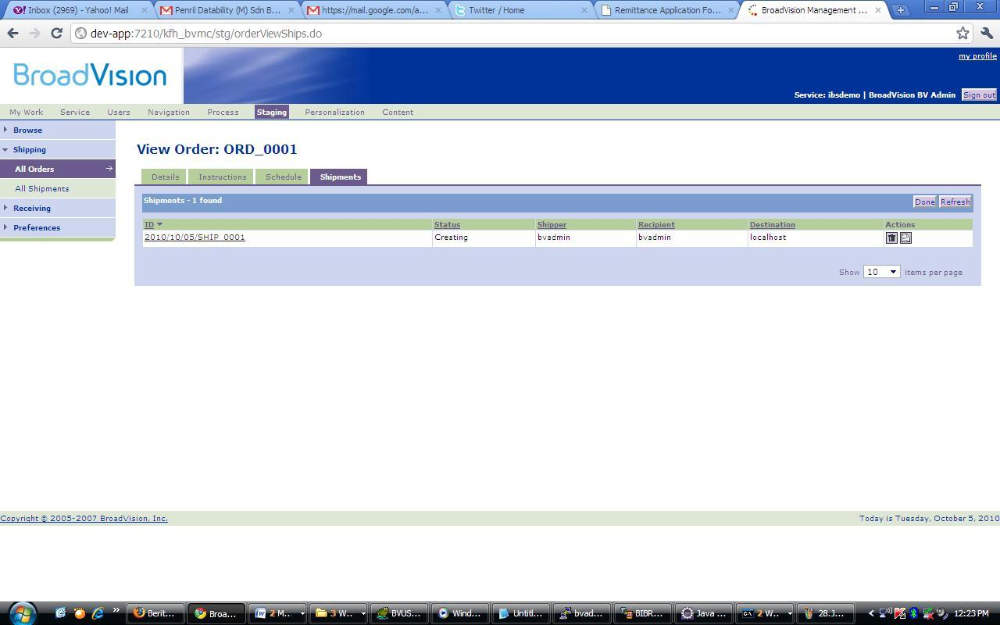 Inbox (2969) - Yahoo! Mail
Penril Datability (M) Sdn B...
https://mail.google.com/a...
Twitter / Home
Remittance Application Fo...
BroadVision Management ...
dev-app:7210/kfh_bvmc/stg/orderViewShips.do
BroadVision
my profile
Service: ibsdemo | BroadVision BV Admin Sign out
My Work Service Users Navigation Process Staging Personalization Content
Browse
Shipping
All Orders
All Shipments
Receiving
Preferences
View Order: ORD_0001
Details Instructions Schedule Shipments
Shipments - 1 found Done Refresh
ID Status Shipper Recipient Destination Actions
2010/10/05/SHIP_0001 Creating bvadmin bvadmin localhost
Show 10 items per page
Copyright © 2005-2007 BroadVision, Inc. Today is Tuesday, October 5, 2010
Berit... Broa... 2 M... 3 W... BVUS... Wind... Untitl... bvad... BIBR... Java ... 2 W... 28.J... 12:23 PM